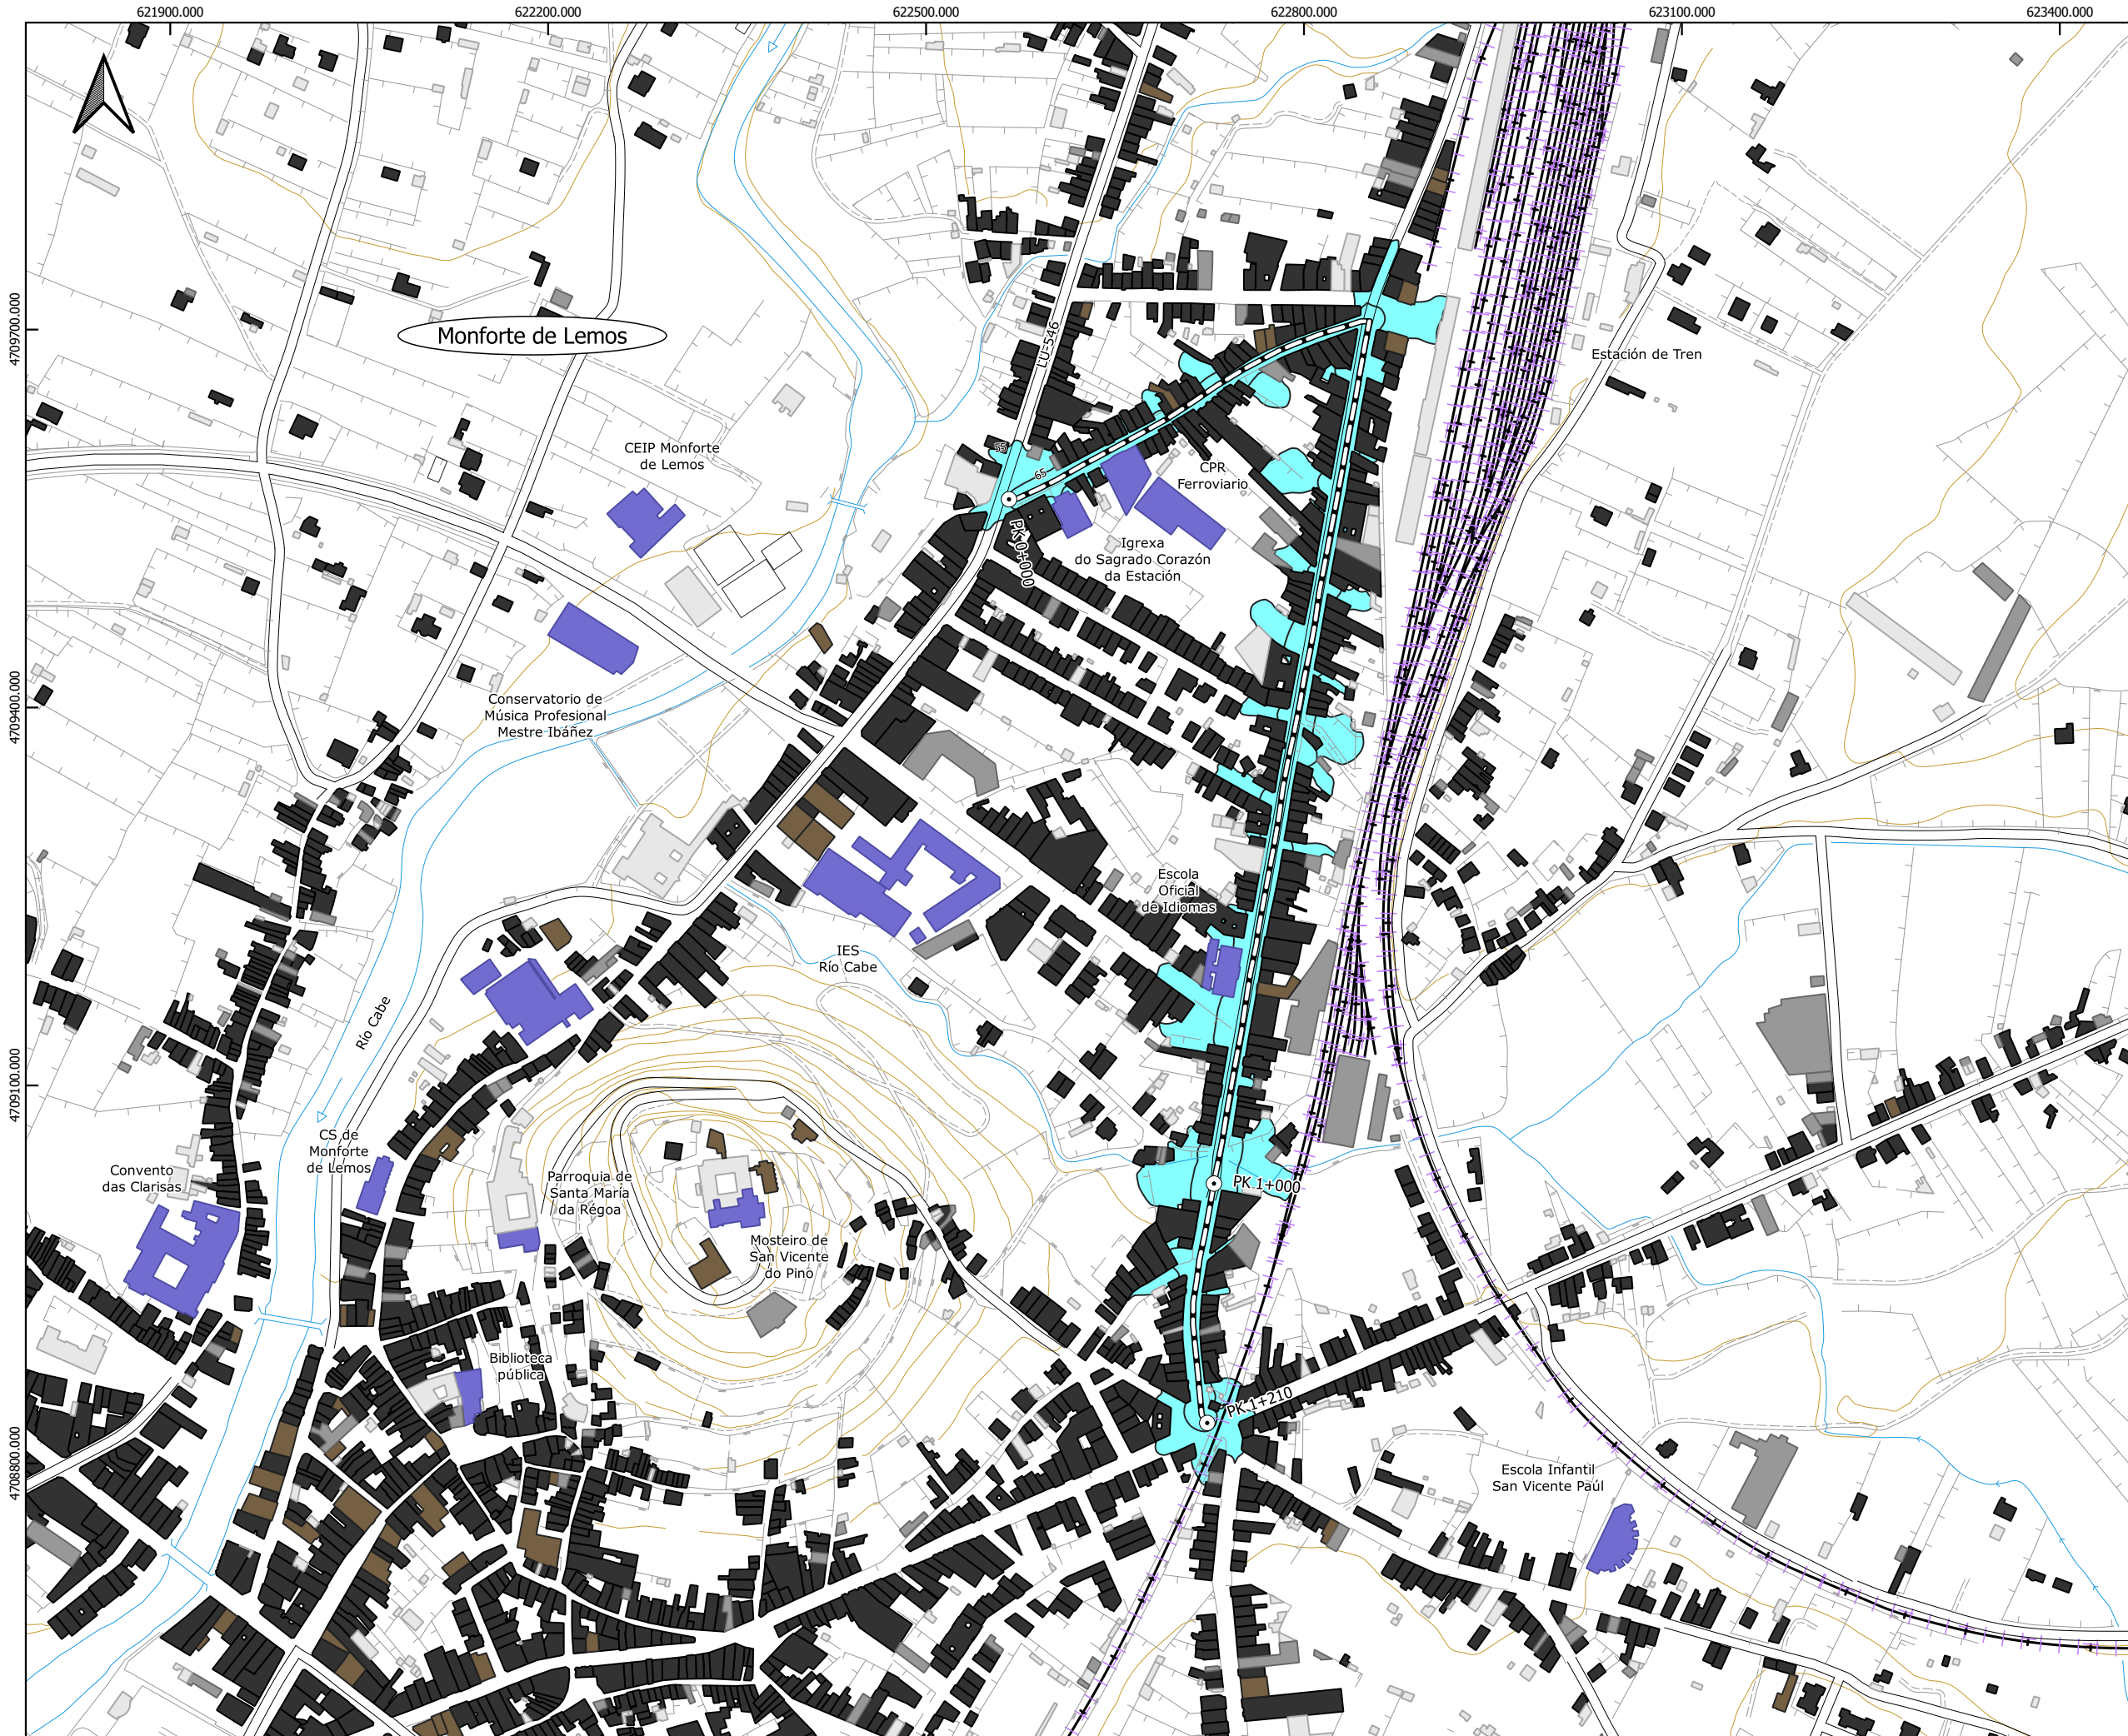 621900.000
622200.000
622500.000
622800.000
623100.000
623400.000
4709700.000
4709400.000
4709100.000
4708800.000
Monforte de Lemos
LU-546
Estación de Tren
CEIP Monforte
de Lemos
55
65
CPR
Ferroviario
PK 0+000
Igrexa
do Sagrado Corazón
da Estación
Conservatorio de
Música Profesional
Mestre Ibáñez
Escola
Oficial
de Idiomas
IES
Río Cabe
Río Cabe
CS de
Monforte
de Lemos
Convento
das Clarisas
Parroquia de
Santa María
da Régoa
PK 1+000
Mosteiro de
San Vicente
do Pino
Biblioteca
pública
PK 1+210
Escola Infantil
San Vicente Paúl